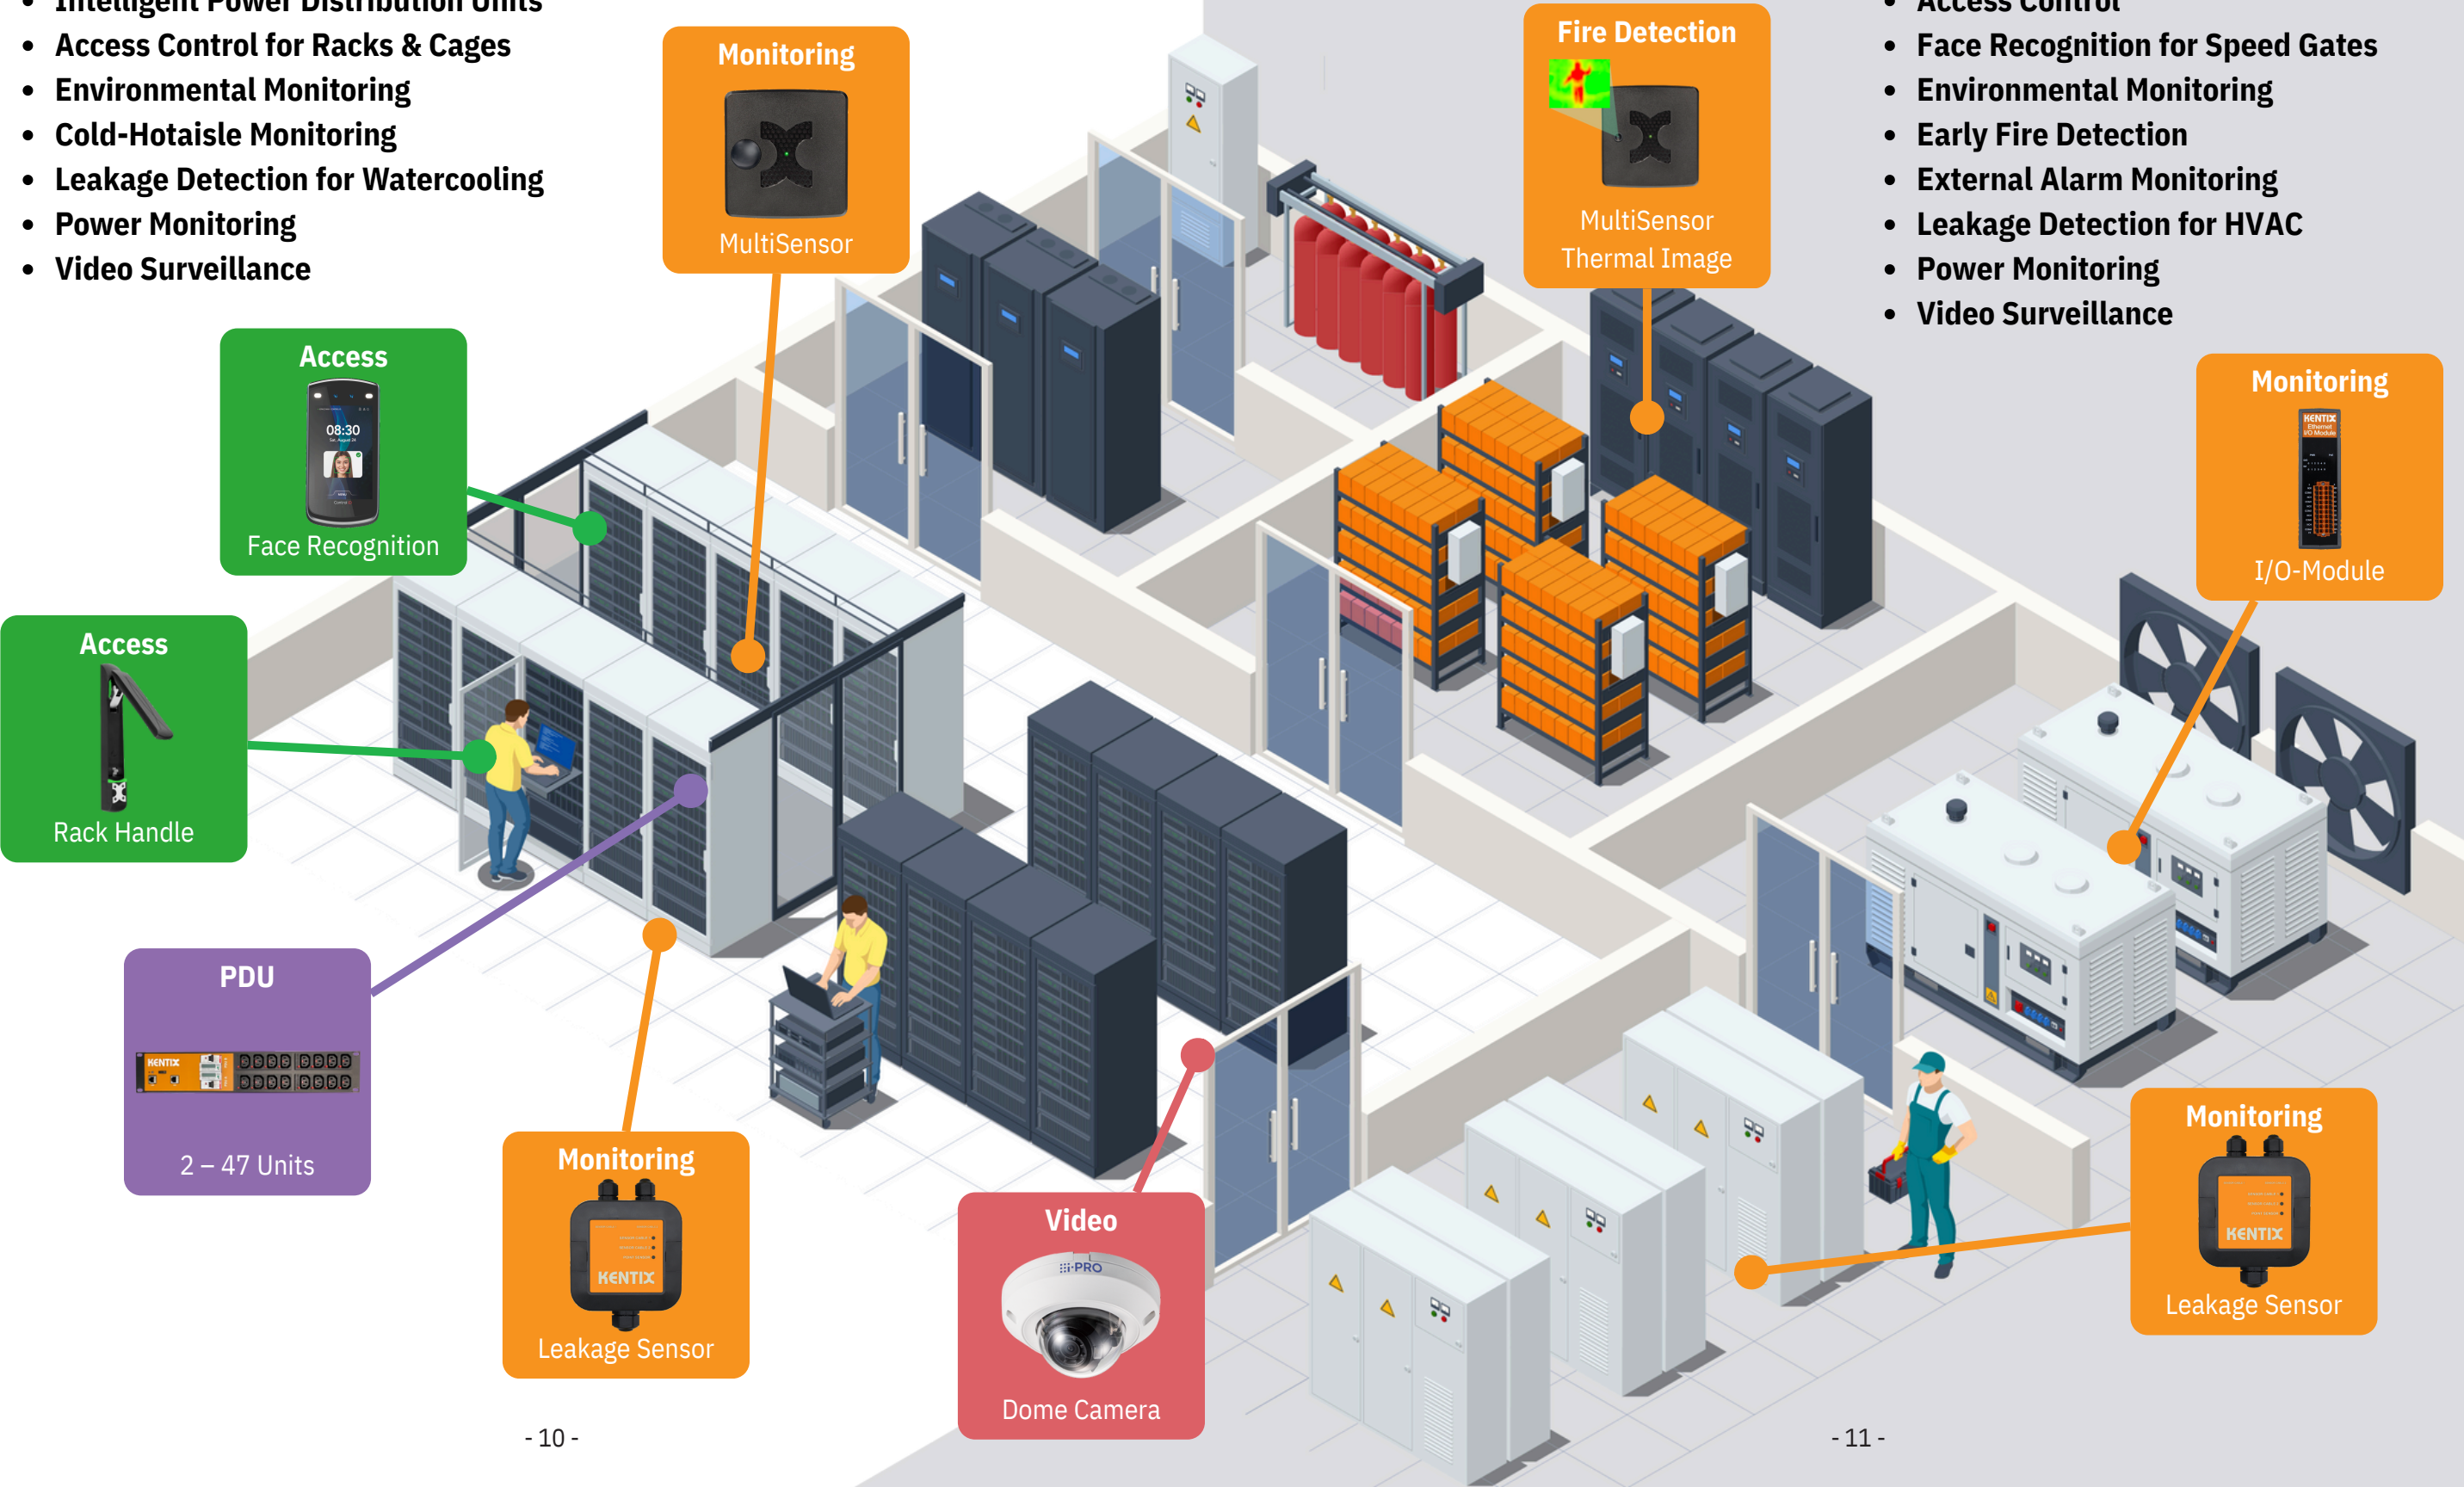 Intelligent Power Distribution Units
Access Control for Racks & Cages
Environmental Monitoring
Cold-Hotaisle Monitoring
Leakage Detection for Watercooling
Power Monitoring
Video Surveillance
Monitoring
MultiSensor
Fire Detection
MultiSensor
Thermal Image
Access Control
Face Recognition for Speed Gates
Environmental Monitoring
Early Fire Detection
External Alarm Monitoring
Leakage Detection for HVAC
Power Monitoring
Video Surveillance
Access
08:30
Face Recognition
Monitoring
KENTIX
Ethernet
I/O Module
I/O-Module
Access
Rack Handle
PDU
KENTIX
2 – 47 Units
Monitoring
KENTIX
Leakage Sensor
Video
i-PRO
Dome Camera
Monitoring
KENTIX
Leakage Sensor
- 10 -
- 11 -